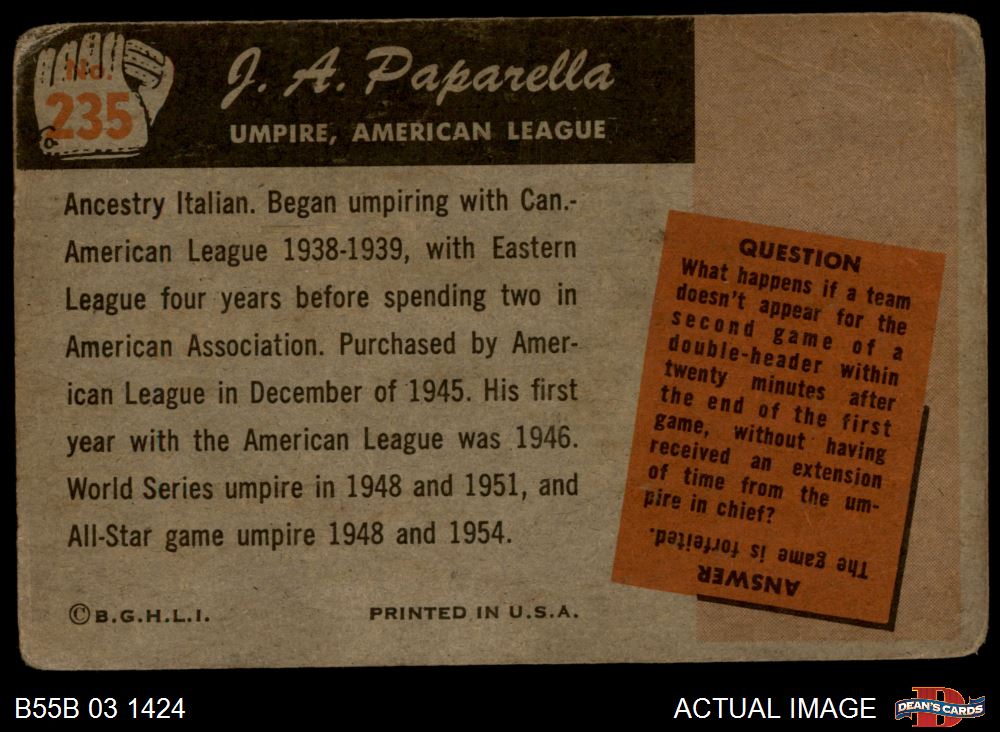 No.
235
J. A. Paparella
UMPIRE, AMERICAN LEAGUE
Ancestry Italian. Began umpiring with Can.-
American League 1938-1939, with Eastern
League four years before spending two in
American Association. Purchased by Amer-
ican League in December of 1945. His first
year with the American League was 1946.
World Series umpire in 1948 and 1951, and
All-Star game umpire 1948 and 1954.
©B.G.H.L.I.
PRINTED IN U.S.A.
QUESTION
What happens if a team
doesn't appear for the
second game of a
double-header within
twenty minutes after
the end of the first
game, without having
received an extension
of time from the um-
pire in chief?
ANSWER
The game is forfeited.
B55B 03 1424
ACTUAL IMAGE
D
DEAN'S CARDS